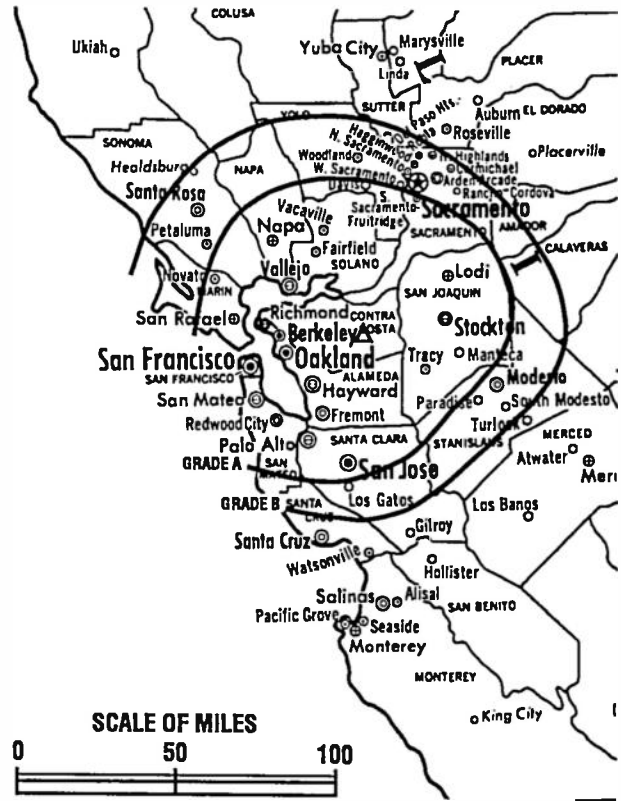 COLUSA
Ukiah
Yuba City
Marysville
Linda
PLACER
SUTTER
Paso Hts.
Auburn
EL DORADO
YOLO
Roseville
SONOMA
Hagginwood
N. Sacramento
N. Highlands
Placerville
Healdsburg
NAPA
Woodland
Carmichael
W. Sacramento
Arden Arcade
Santa Rosa
Davis
Rancho Cordova
S.
Sacramento
Sacramento-
Fruitridge
Vacaville
Petaluma
Napa
SACRAMENTO
AMADOR
Fairfield
SOLANO
CALAVERAS
Vallejo
Lodi
Novato
MARIN
SAN JOAQUIN
San Rafael
Richmond
CONTRA
COSTA
Berkeley
Stockton
Oakland
San Francisco
Tracy
Manteca
SAN FRANCISCO
ALAMEDA
Hayward
Modesto
San Mateo
Paradise
South Modesto
Fremont
Redwood City
Turlock
Palo Alto
SANTA CLARA
STANISLAUS
MERCED
GRADE A
SAN
MATEO
San Jose
Atwater
Mer
Los Gatos
GRADE B
SANTA
CRUZ
Los Banos
Santa Cruz
Gilroy
Watsonville
Hollister
Salinas
Alisal
SAN BENITO
Pacific Grove
Seaside
Monterey
MONTEREY
King City
SCALE OF MILES
0 50 100